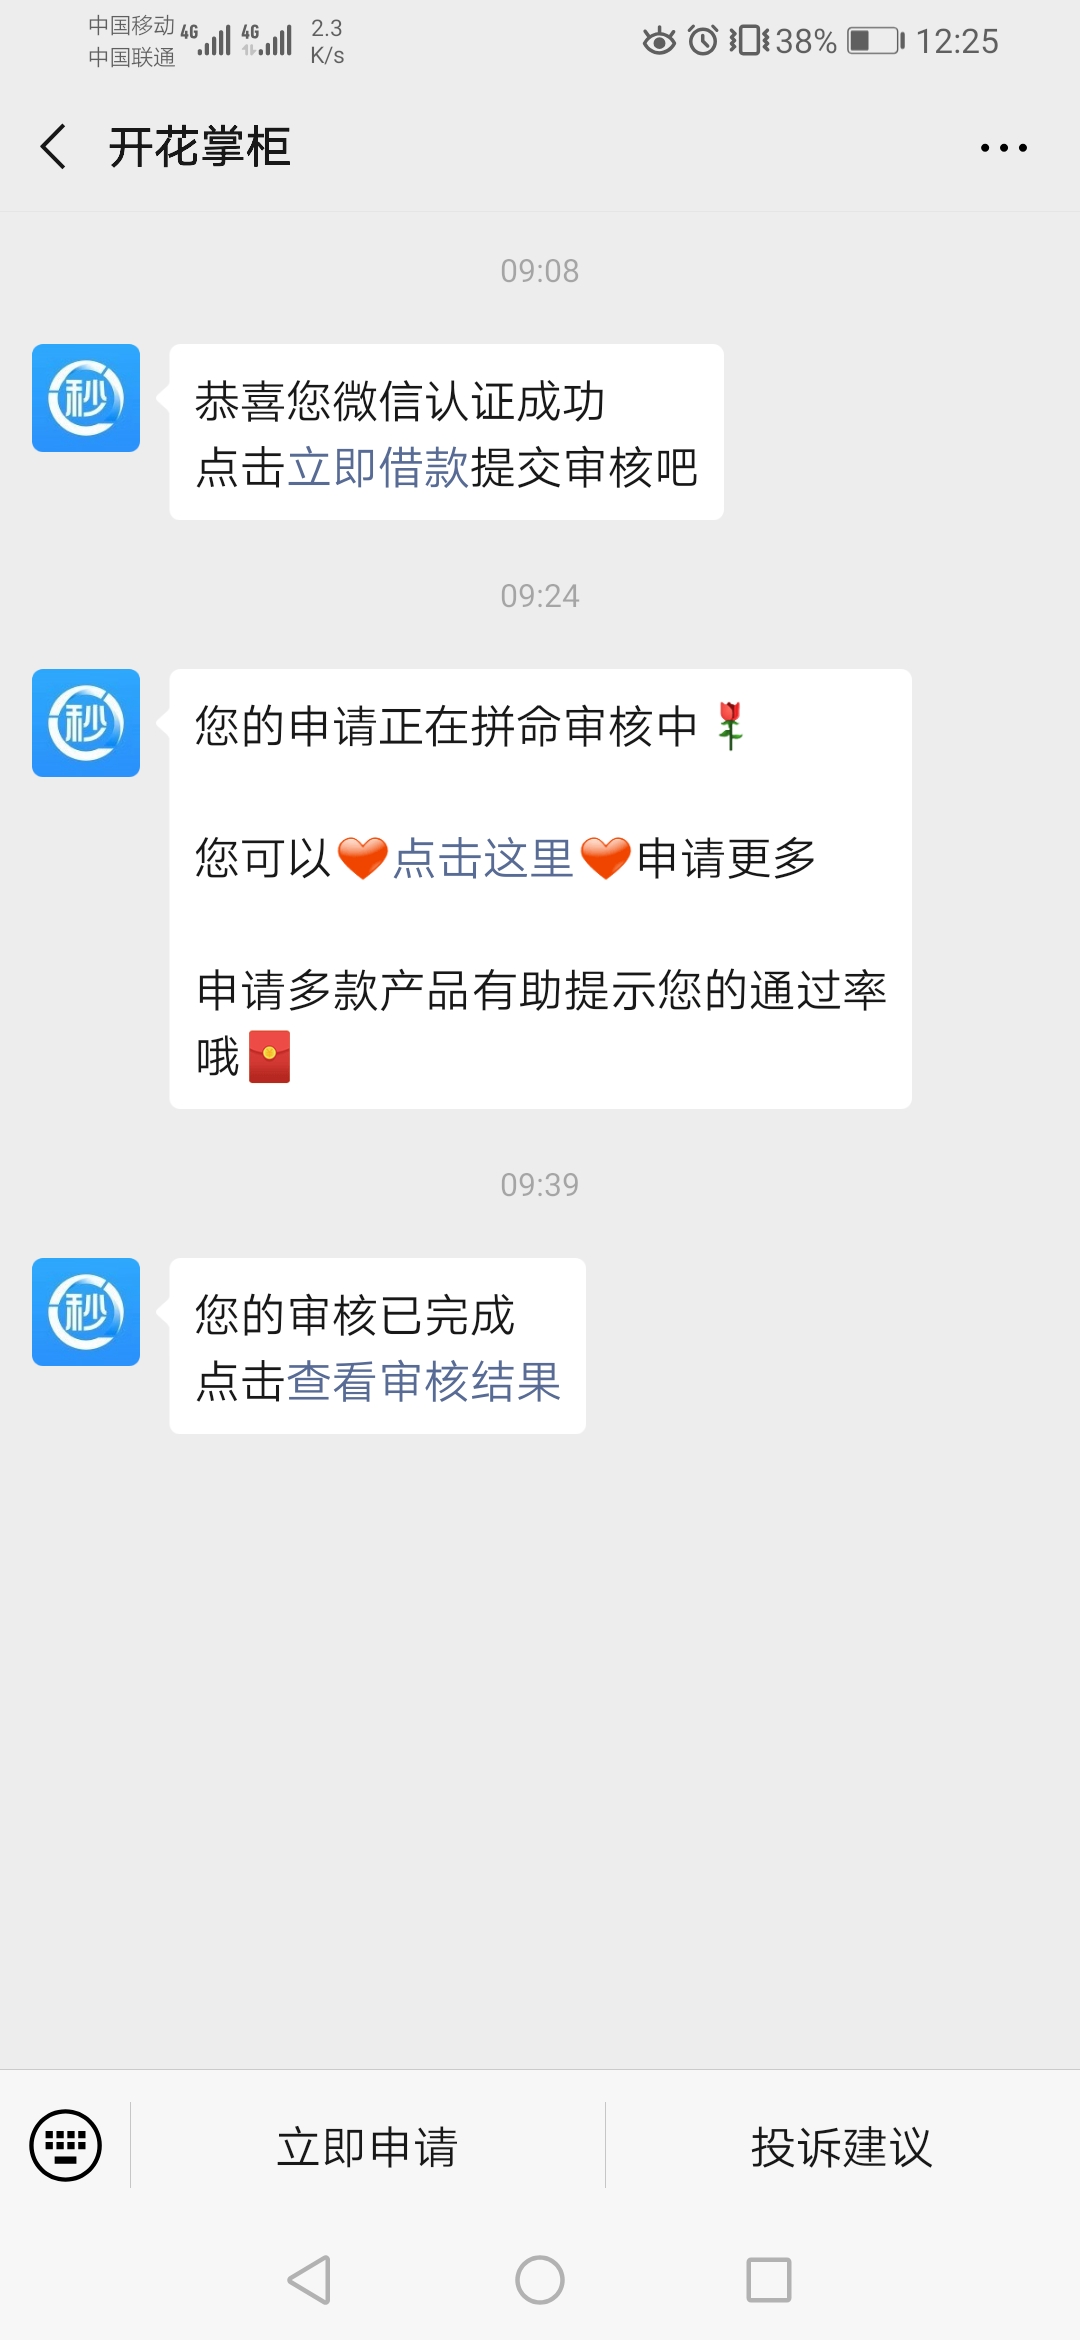 中国移动 4G 4G 2.3
中国联通 K/s
38% 12:25
开花掌柜
09:08
秒
恭喜您微信认证成功
点击立即借款提交审核吧
09:24
秒
您的申请正在拼命审核中
您可以点击这里申请更多
申请多款产品有助提示您的通过率
哦
09:39
秒
您的审核已完成
点击查看审核结果
立即申请
投诉建议